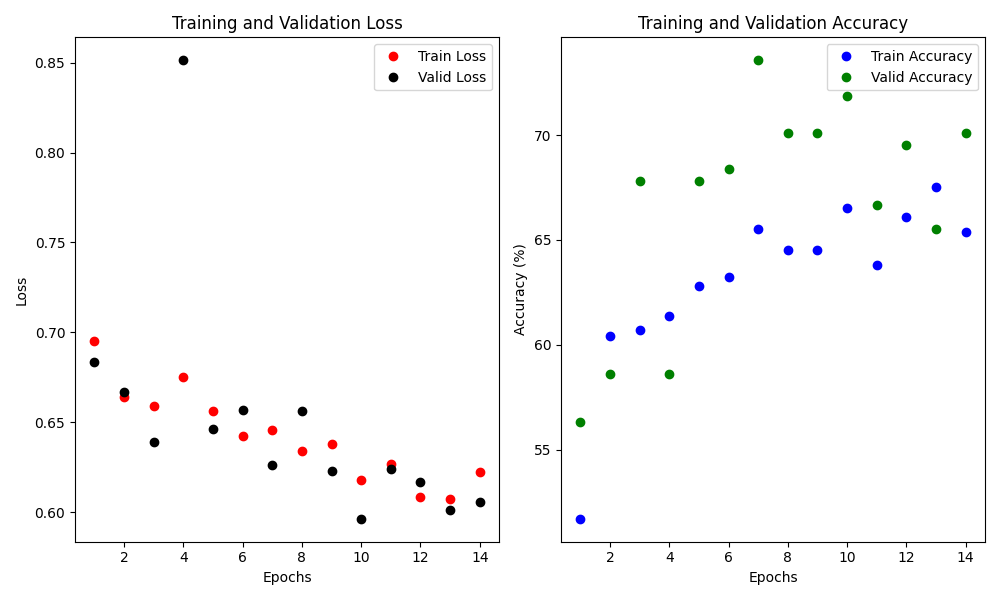 Training and Validation Loss
Train Loss
Valid Loss
0.85
0.80
0.75
0.70
0.65
0.60
Loss
2 4 6 8 10 12 14
Epochs
Training and Validation Accuracy
Train Accuracy
Valid Accuracy
70
65
60
55
Accuracy (%)
2 4 6 8 10 12 14
Epochs